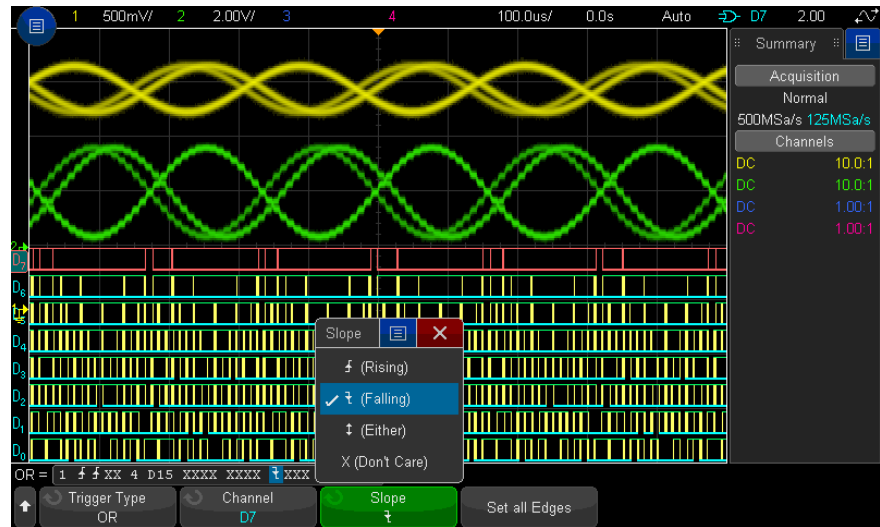 1 500mV/ 2 2.00V/ 3 4 100.0us/ 0.0s Auto D7 2.00
Summary
Acquisition
Normal
500MSa/s 125MSa/s
Channels
DC 10.0:1
DC 10.0:1
DC 1.00:1
DC 1.00:1
2
D7
D6
D4
D3
D2
D1
D0
Slope
(Rising)
(Falling)
(Either)
X (Don't Care)
OR = 1 XX 4 D15 XXXX XXXX XXX
Trigger Type
OR
Channel
D7
Slope
Set all Edges